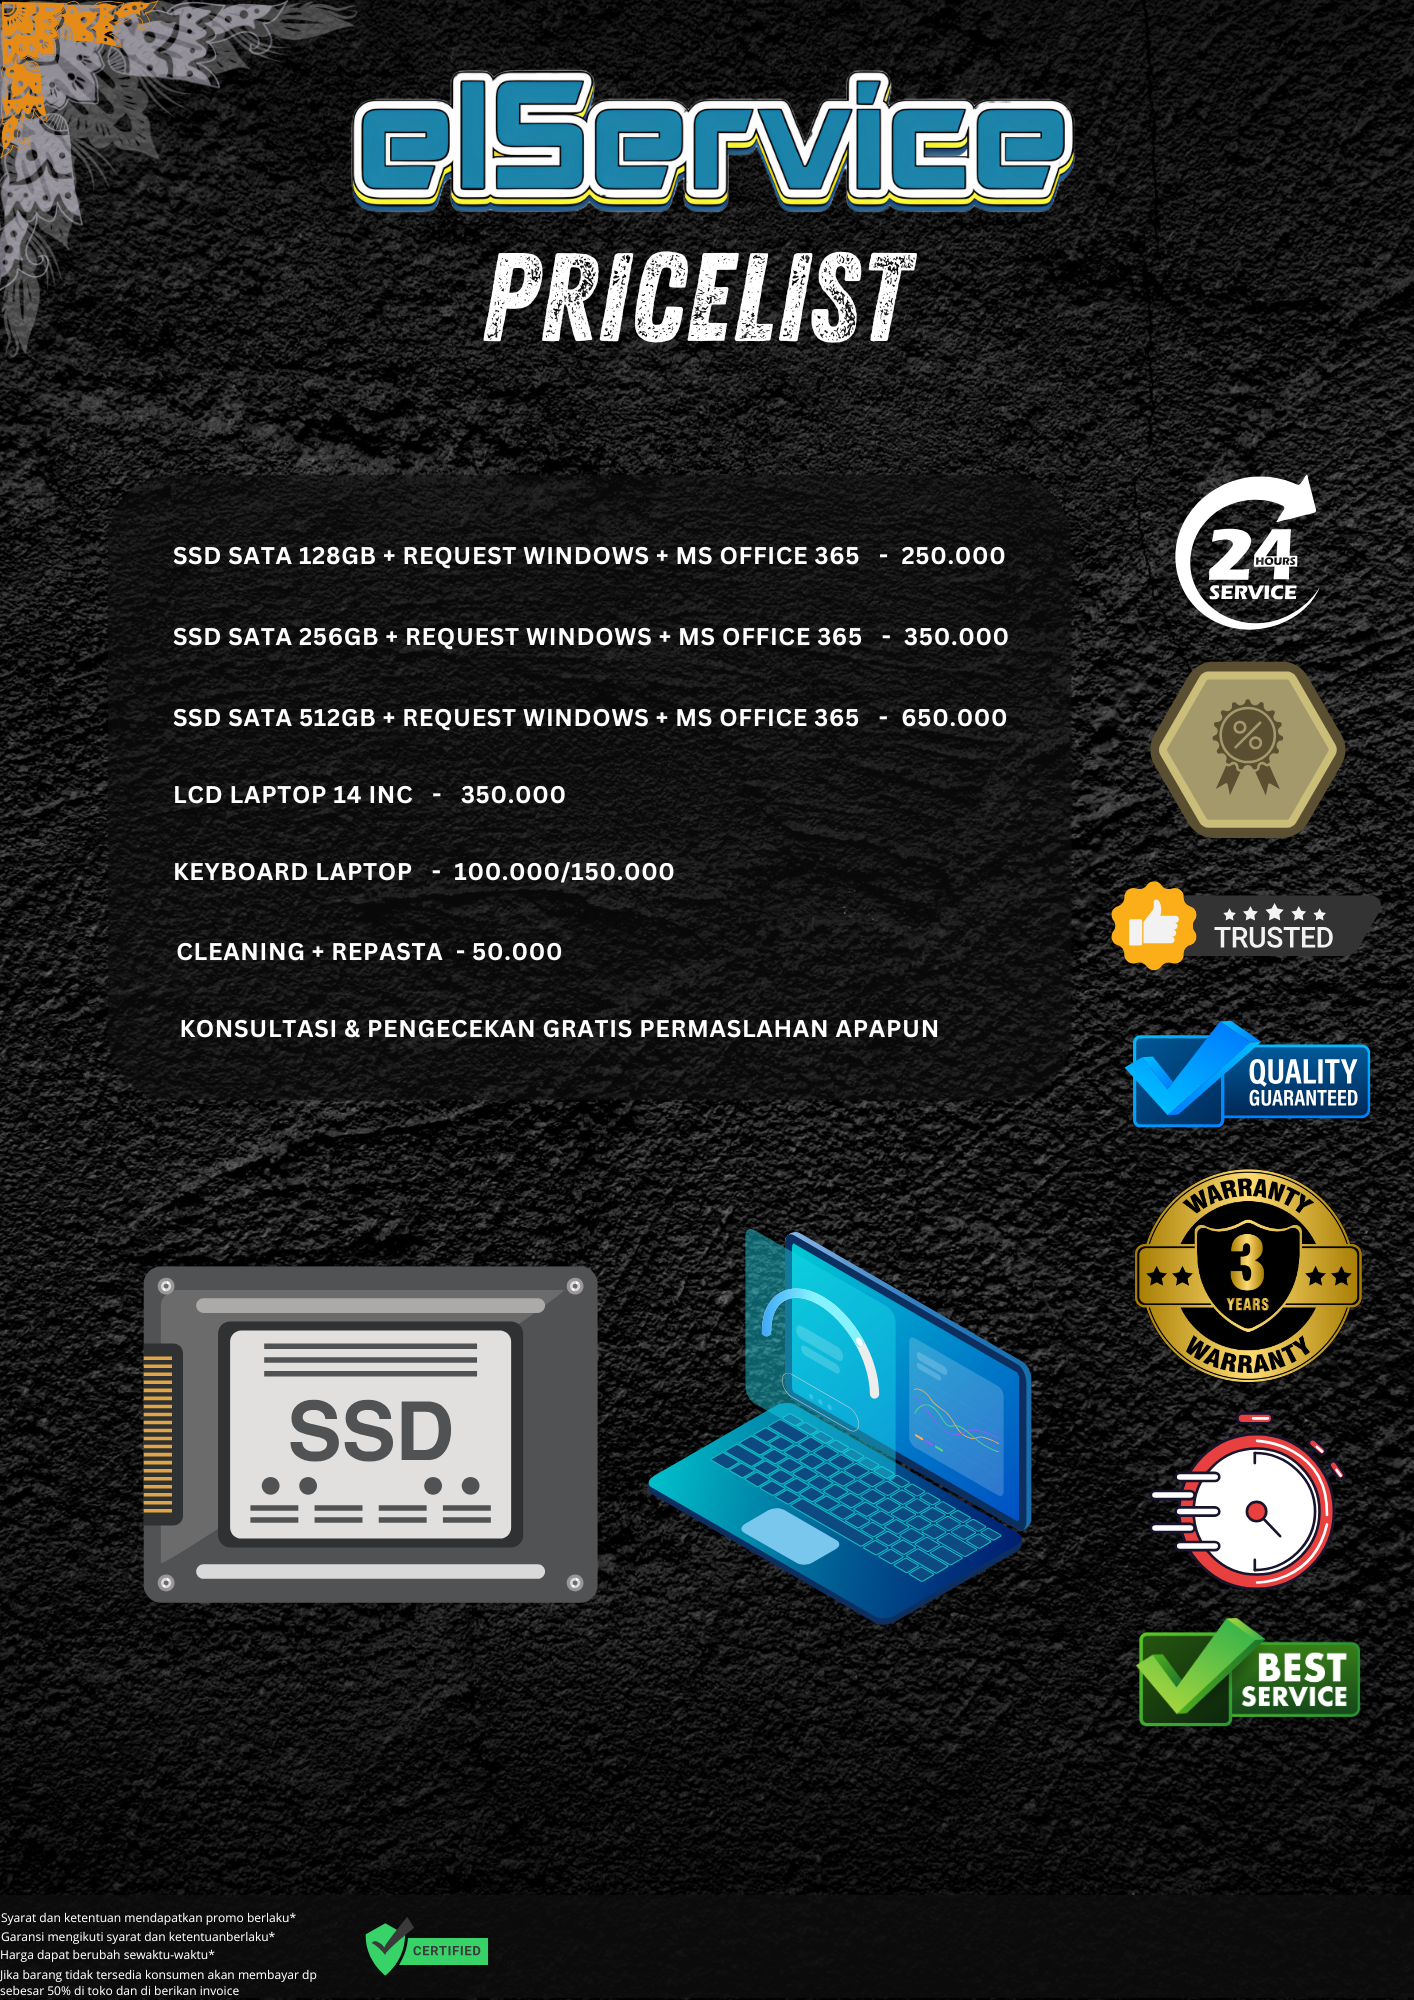 elService
PRICELIST
SSD SATA 128GB + REQUEST WINDOWS + MS OFFICE 365 - 250.000
SSD SATA 256GB + REQUEST WINDOWS + MS OFFICE 365 - 350.000
SSD SATA 512GB + REQUEST WINDOWS + MS OFFICE 365 - 650.000
LCD LAPTOP 14 INC - 350.000
KEYBOARD LAPTOP - 100.000/150.000
CLEANING + REPASTA - 50.000
KONSULTASI & PENGECEKAN GRATIS PERMASLAHAN APAPUN
24
HOURS
SERVICE
%
TRUSTED
QUALITY
GUARANTEED
WARRANTY
3
YEARS
WARRANTY
SSD
BEST
SERVICE
Syarat dan ketentuan mendapatkan promo berlaku*
Garansi mengikuti syarat dan ketentuanberlaku*
Harga dapat berubah sewaktu-waktu*
Jika barang tidak tersedia konsumen akan membayar dp
sebesar 50% di toko dan di berikan invoice
CERTIFIED